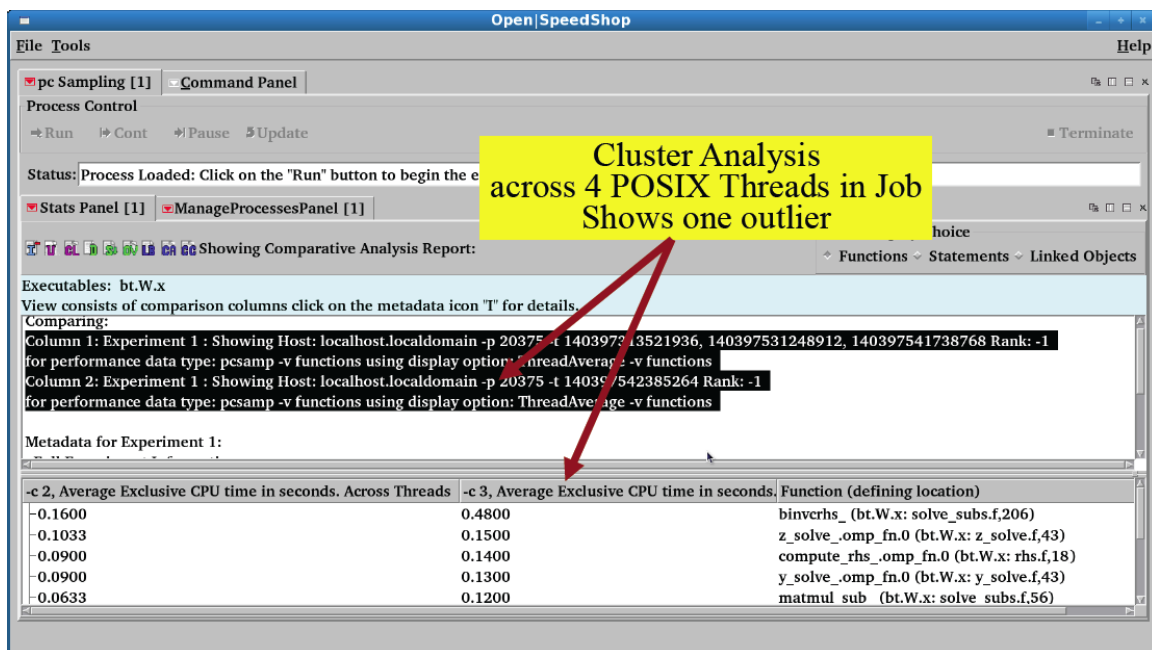 Open|SpeedShop
File Tools Help
pc Sampling [1] Command Panel
Process Control
Run Cont Pause Update Terminate
Cluster Analysis
across 4 POSIX Threads in Job
Shows one outlier
Status: Process Loaded: Click on the "Run" button to begin the e
Stats Panel [1] ManageProcessesPanel [1]
hoice
Showing Comparative Analysis Report:
Functions Statements Linked Objects
Executables: bt.W.x
View consists of comparison columns click on the metadata icon "I" for details.
Comparing:
Column 1: Experiment 1 : Showing Host: localhost.localdomain -p 20375 -t 140397313521936, 140397531248912, 140397541738768 Rank: -1
for performance data type: pcsamp -v functions using display option: ThreadAverage -v functions
Column 2: Experiment 1 : Showing Host: localhost.localdomain -p 20375 -t 140397542385264 Rank: -1
for performance data type: pcsamp -v functions using display option: ThreadAverage -v functions
Metadata for Experiment 1:
-c 2, Average Exclusive CPU time in seconds. Across Threads -c 3, Average Exclusive CPU time in seconds. Function (defining location)
0.1600 0.4800 binvcrhs_ (bt.W.x: solve_subs.f,206)
0.1033 0.1500 z_solve_.omp_fn.0 (bt.W.x: z_solve.f,43)
0.0900 0.1400 compute_rhs_.omp_fn.0 (bt.W.x: rhs.f,18)
0.0900 0.1300 y_solve_.omp_fn.0 (bt.W.x: y_solve.f,43)
0.0633 0.1200 matmul_sub_ (bt.W.x: solve_subs.f,56)